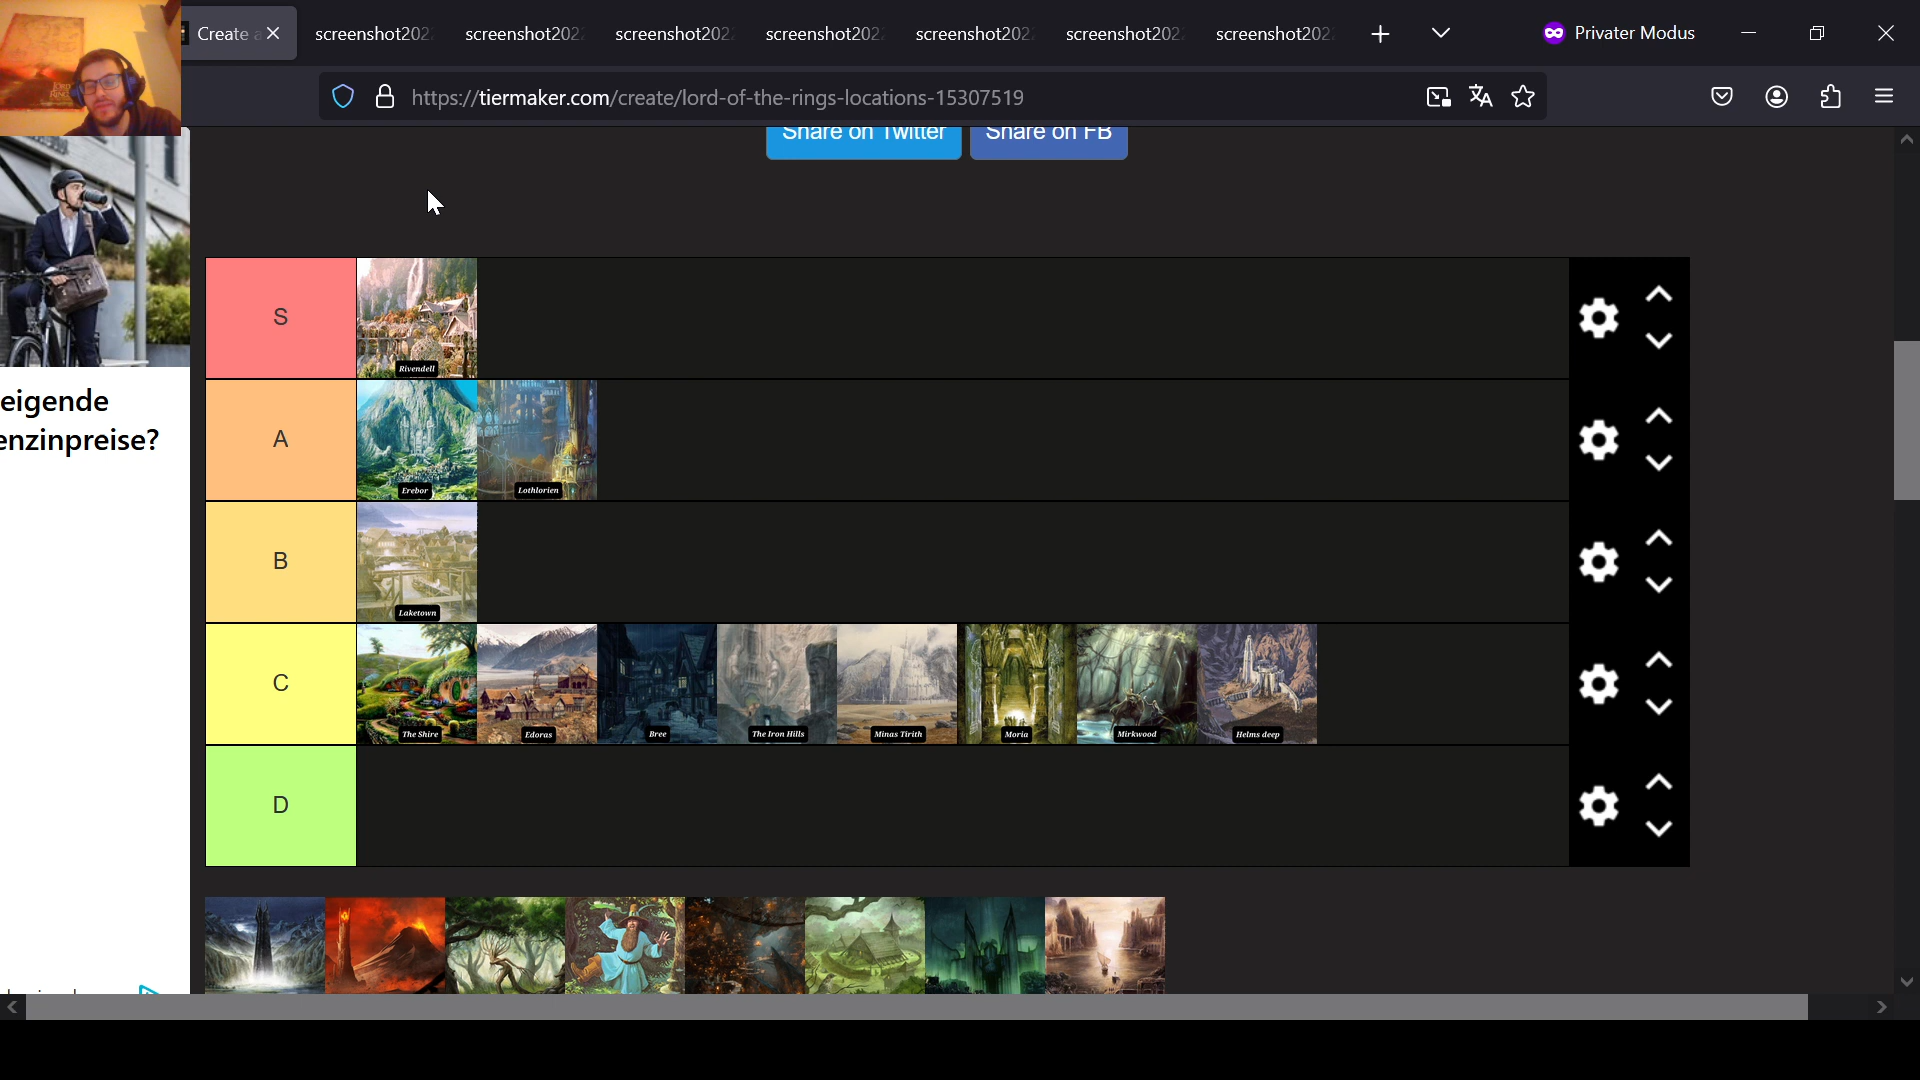 Create a
screenshot202
screenshot202
screenshot202
screenshot202
screenshot202
screenshot202
screenshot202
Privater Modus
https://tiermaker.com/create/lord-of-the-rings-locations-15307519
Share on Twitter
Share on FB
eigende
enzinpreise?
S
Rivendell
A
Erebor
Lothlorien
B
Laketown
C
The Shire
Edoras
Bree
The Iron Hills
Minas Tirith
Moria
Mirkwood
Helms deep
D